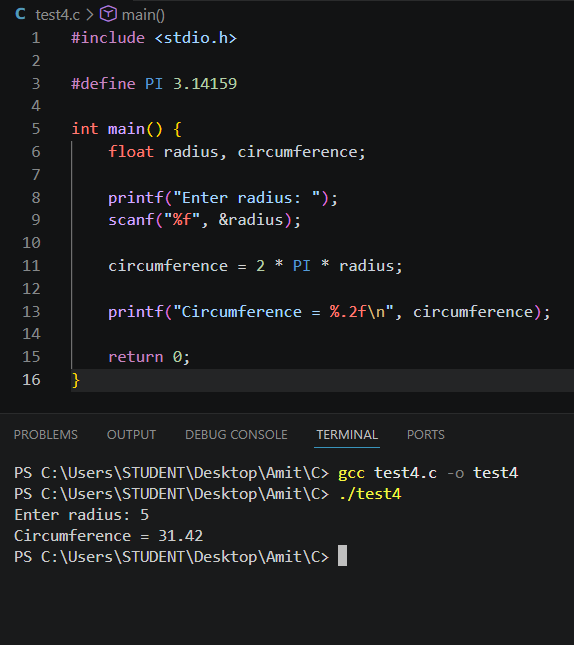 C test4.c > main()
1 #include <stdio.h>
2
3 #define PI 3.14159
4
5 int main() {
6     float radius, circumference;
7
8     printf("Enter radius: ");
9     scanf("%f", &radius);
10
11     circumference = 2 * PI * radius;
12
13     printf("Circumference = %.2f\n", circumference);
14
15     return 0;
16 }
PROBLEMS OUTPUT DEBUG CONSOLE TERMINAL PORTS
PS C:\Users\STUDENT\Desktop\Amit\C> gcc test4.c -o test4
PS C:\Users\STUDENT\Desktop\Amit\C> ./test4
Enter radius: 5
Circumference = 31.42
PS C:\Users\STUDENT\Desktop\Amit\C>